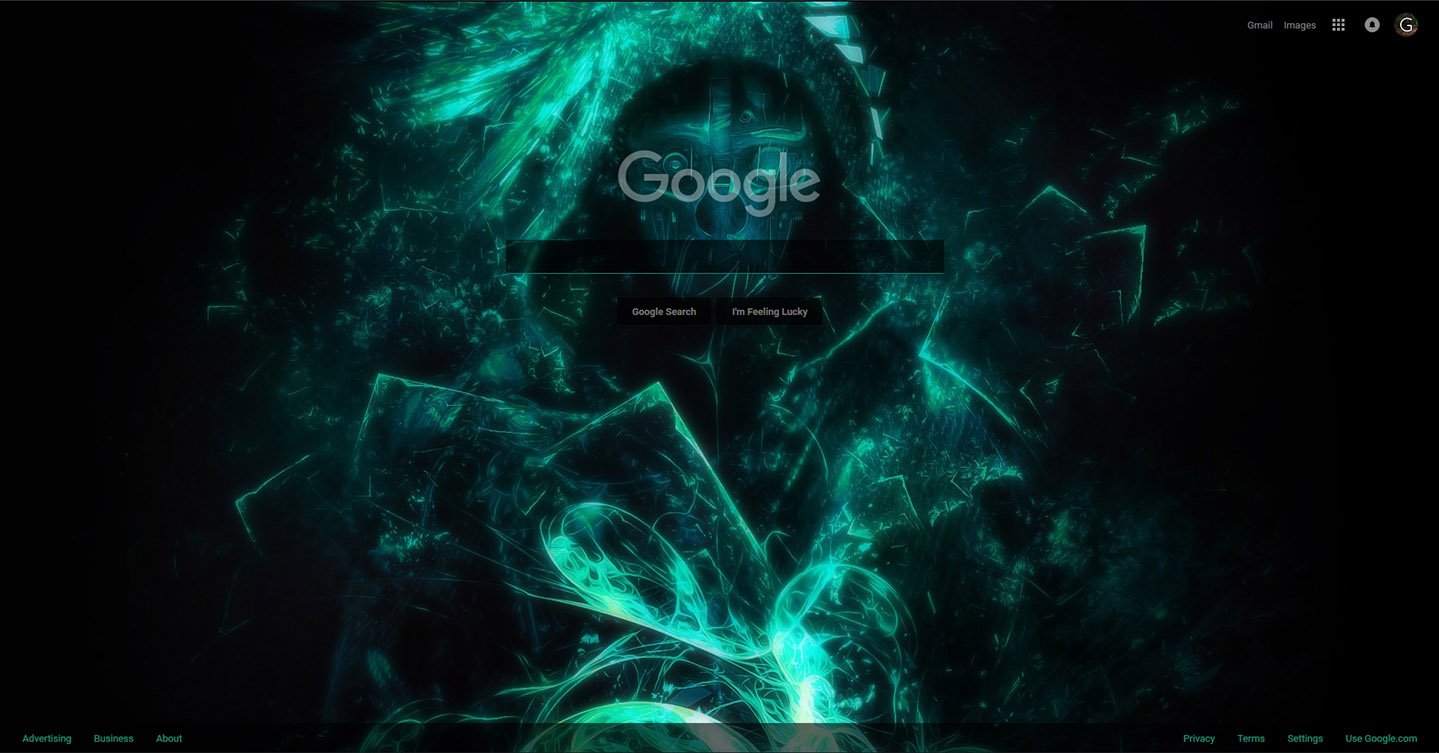 Gmail Images G
Google
Google Search I'm Feeling Lucky
Advertising Business About Privacy Terms Settings Use Google.com